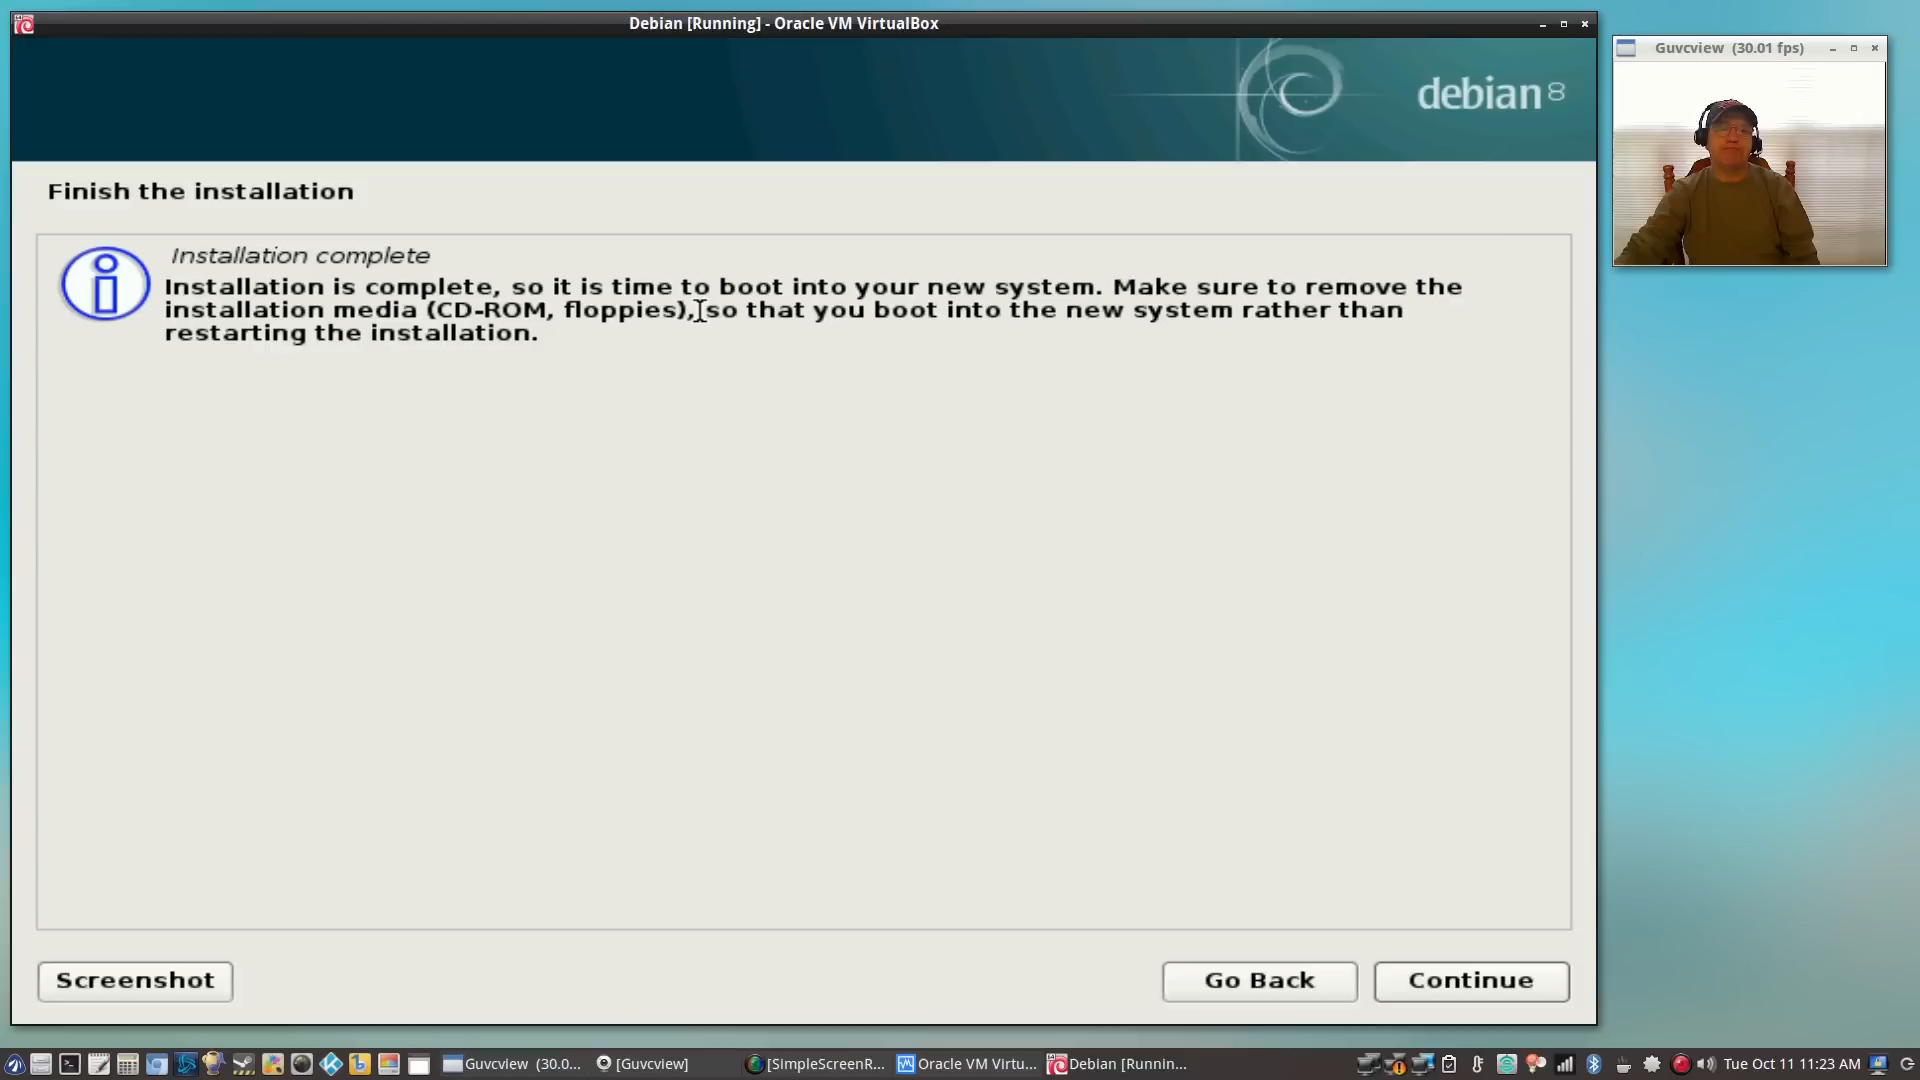 Debian [Running] - Oracle VM VirtualBox
Guvcview (30.01 fps)
debian 8
Finish the installation
Installation complete
Installation is complete, so it is time to boot into your new system. Make sure to remove the
installation media (CD-ROM, floppies), so that you boot into the new system rather than
restarting the installation.
Screenshot
Go Back
Continue
Guvcview (30.0...
[Guvcview]
[SimpleScreenR...
Oracle VM Virtu...
Debian [Runnin...
Tue Oct 11 11:23 AM